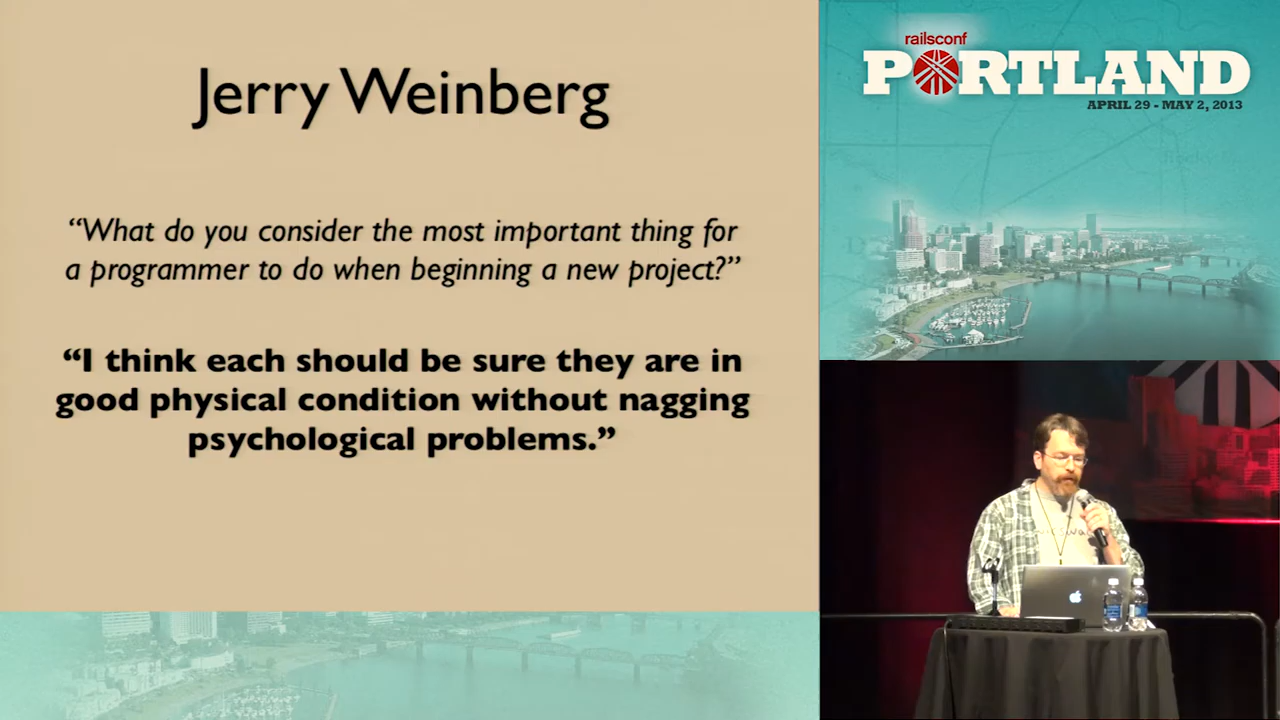 Jerry Weinberg
“What do you consider the most important thing for
a programmer to do when beginning a new project?”
“I think each should be sure they are in
good physical condition without nagging
psychological problems.”
railsconf
PORTLAND
APRIL 29 - MAY 2, 2013